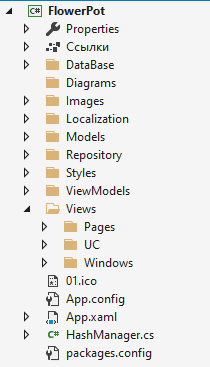 C# FlowerPot
Properties
Ссылки
DataBase
Diagrams
Images
Localization
Models
Repository
Styles
ViewModels
Views
Pages
UC
Windows
01.ico
App.config
App.xaml
C# HashManager.cs
packages.config